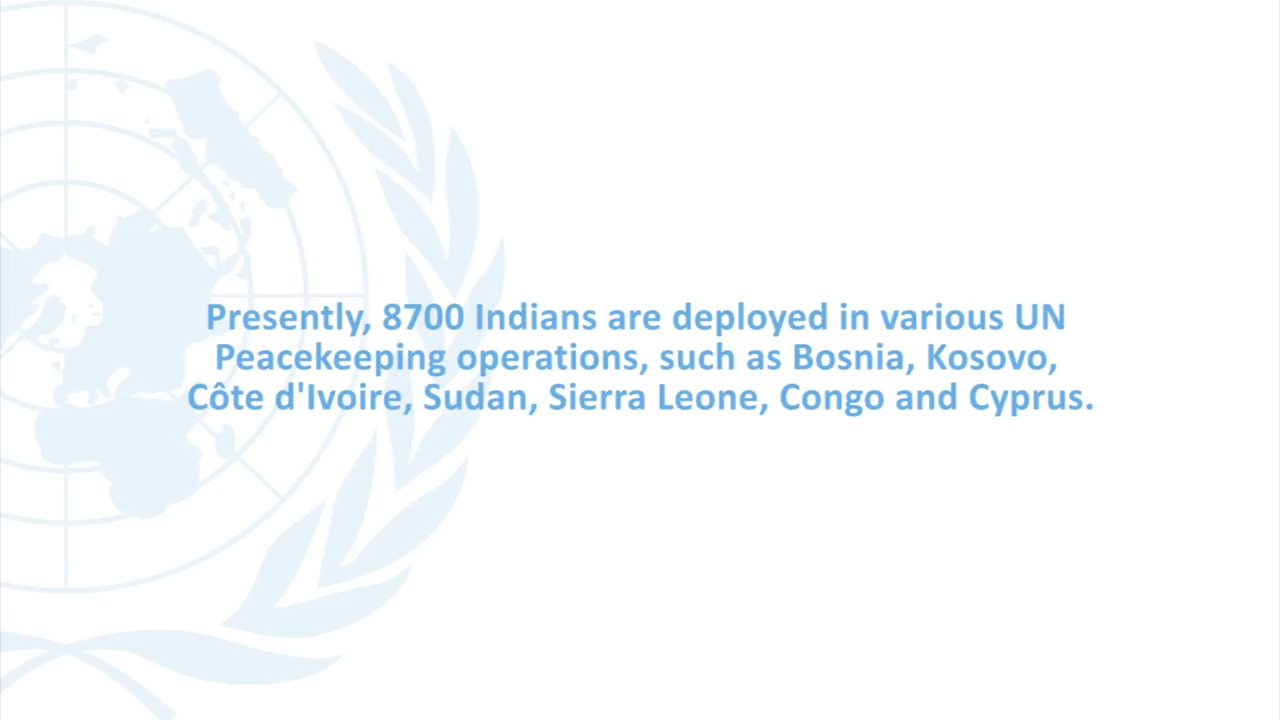 Presently, 8700 Indians are deployed in various UN
Peacekeeping operations, such as Bosnia, Kosovo,
Côte d'Ivoire, Sudan, Sierra Leone, Congo and Cyprus.